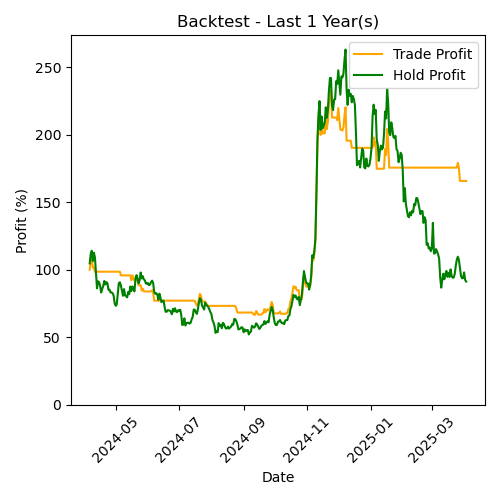 Backtest - Last 1 Year(s)
Trade Profit
Hold Profit
Profit (%)
250
200
150
100
50
0
2024-05
2024-07
2024-09
2024-11
2025-01
2025-03
Date